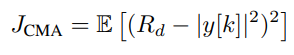 J_CMA = 𝔼 [(R_d − |y[k]|²)²]